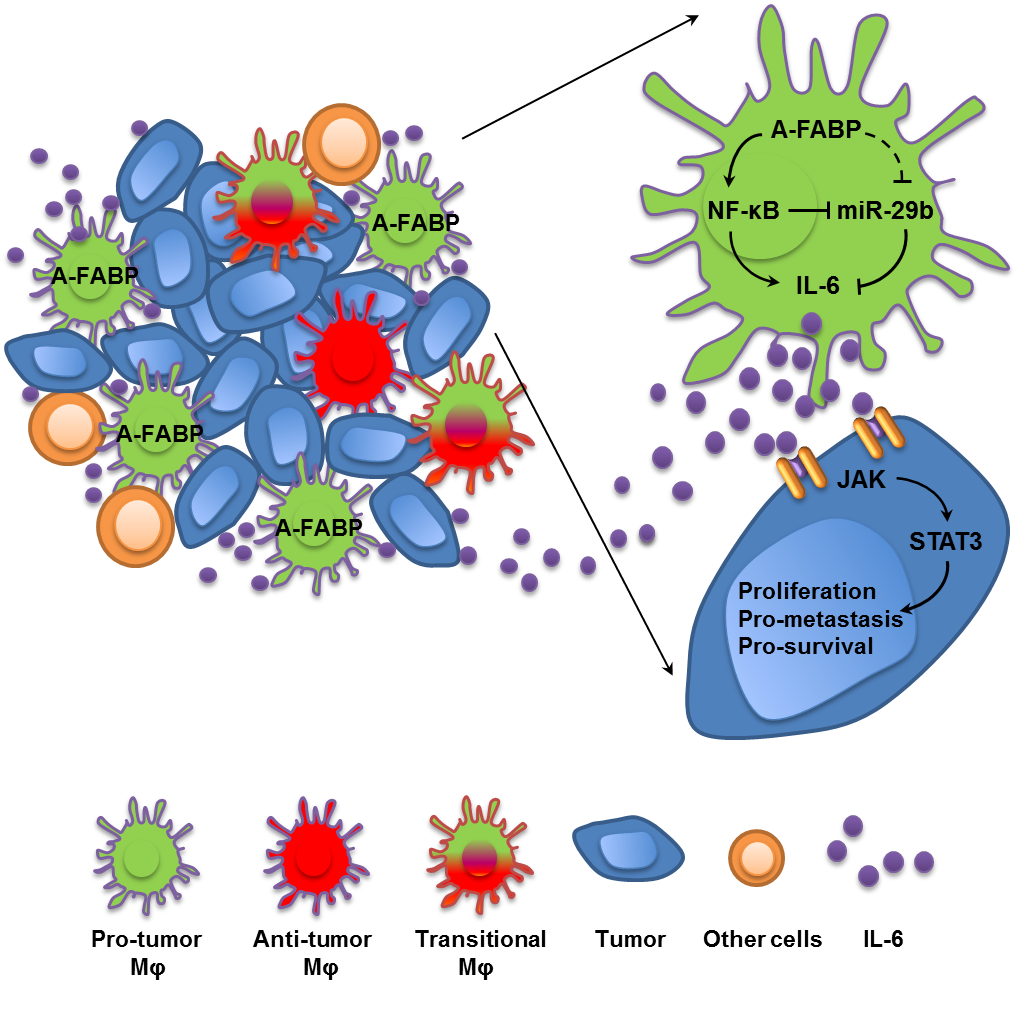 A-FABP
A-FABP
A-FABP
A-FABP
A-FABP
NF-κB
miR-29b
IL-6
JAK
STAT3
Proliferation
Pro-metastasis
Pro-survival
Pro-tumor
Mφ
Anti-tumor
Mφ
Transitional
Mφ
Tumor
Other cells
IL-6